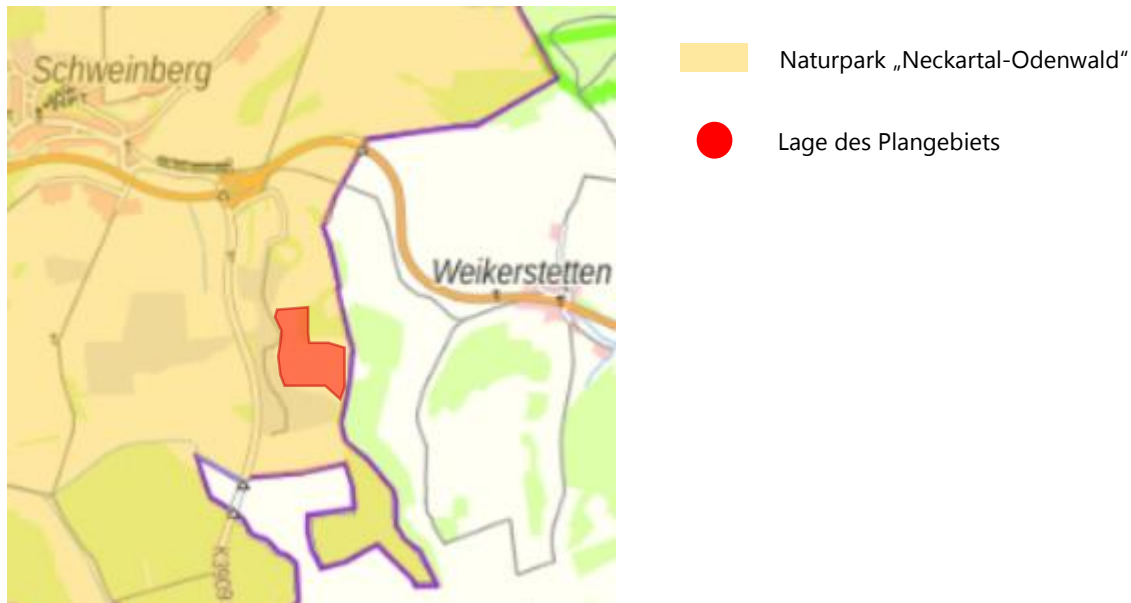 Schweinberg
Naturpark „Neckartal-Odenwald“
Lage des Plangebiets
Weikerstetten
K3909